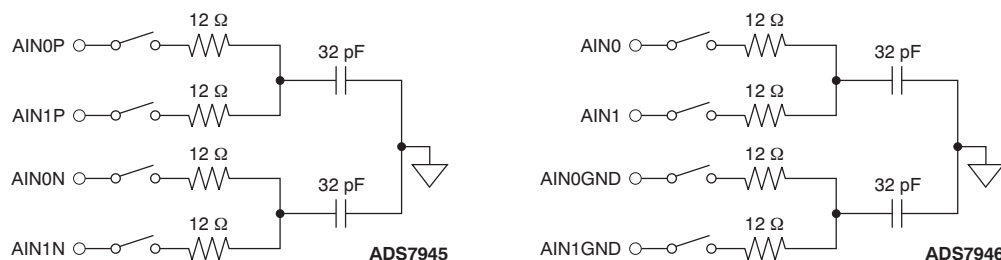 12 Ω
AIN0P
32 pF
12 Ω
AIN1P
12 Ω
AIN0N
32 pF
12 Ω
AIN1N
ADS7945
12 Ω
AIN0
32 pF
12 Ω
AIN1
12 Ω
AIN0GND
32 pF
12 Ω
AIN1GND
ADS7946